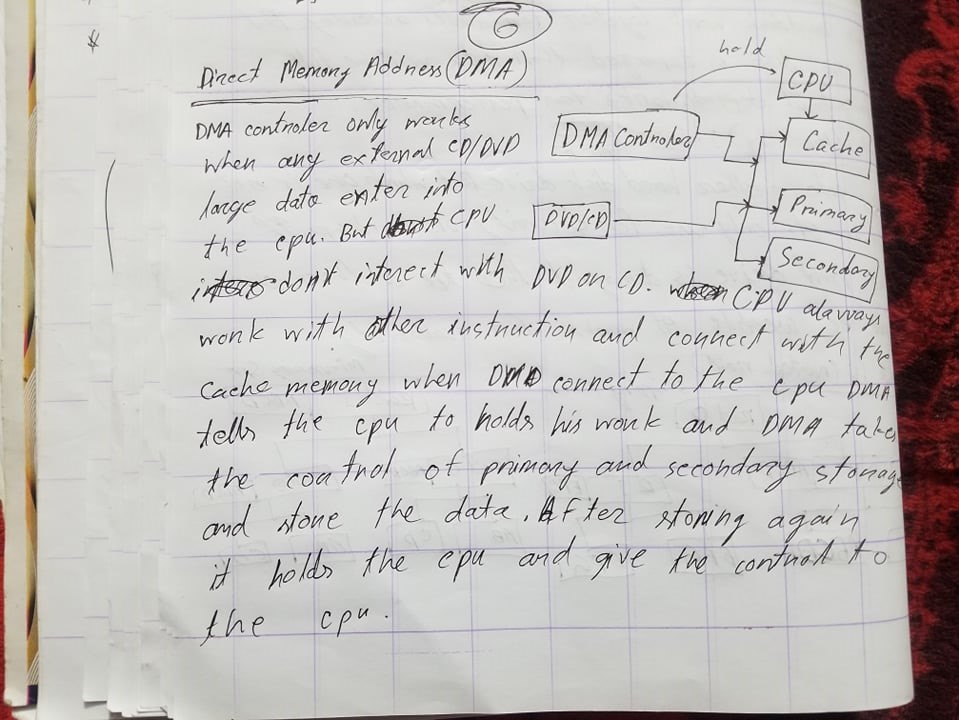 6
Direct Memory Address (DMA)
hold
CPU
DMA Controler
Cache
DVD/CD
Primary
Secondary
DMA controler only works
when any external CD/DVD
large data enter into
the cpu. But CPU
don't interect with DVD or CD. CPU always
work with other instruction and connect with the
cache memory when DMA connect to the cpu DMA
tells the cpu to holds his work and DMA takes
the control of primary and secondary storage
and store the data. After storing again
it holds the cpu and give the control to
the cpu.